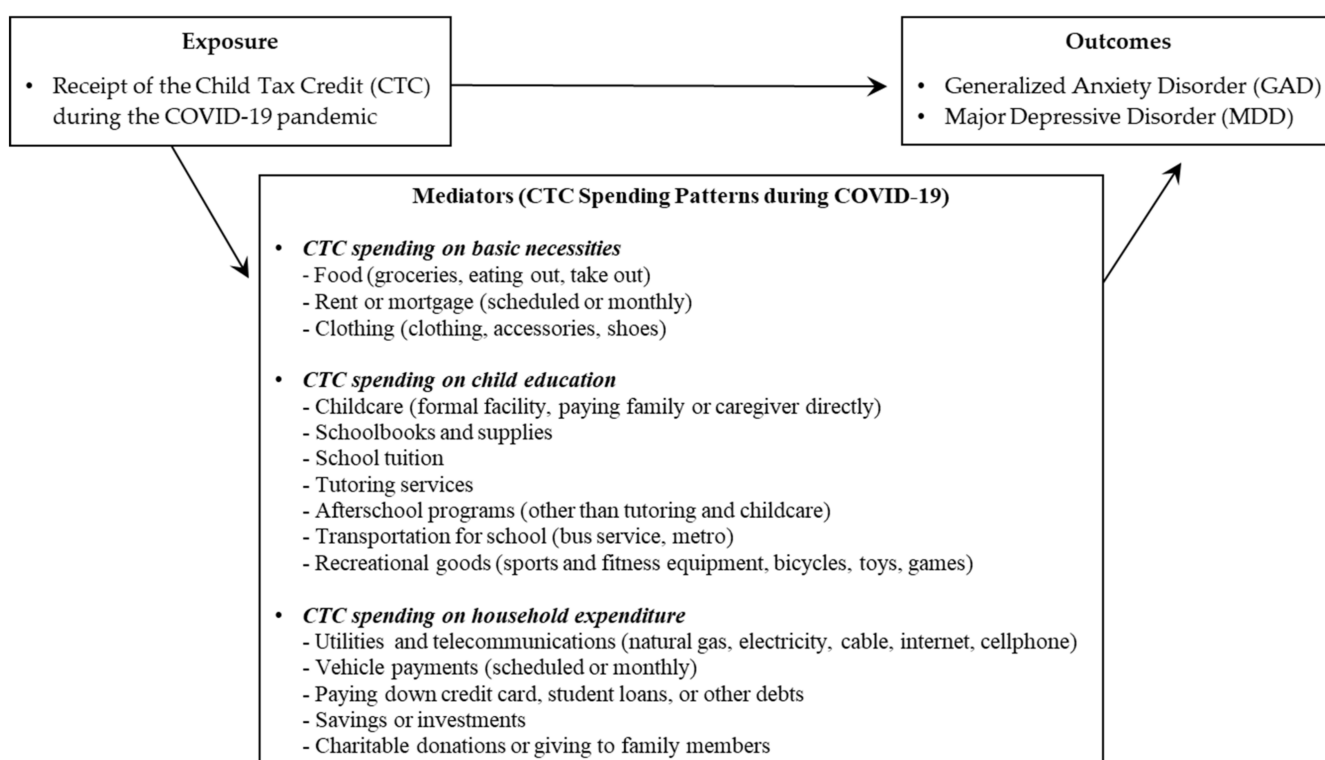 Exposure
• Receipt of the Child Tax Credit (CTC)
during the COVID-19 pandemic
Outcomes
• Generalized Anxiety Disorder (GAD)
• Major Depressive Disorder (MDD)
Mediators (CTC Spending Patterns during COVID-19)
• CTC spending on basic necessities
- Food (groceries, eating out, take out)
- Rent or mortgage (scheduled or monthly)
- Clothing (clothing, accessories, shoes)
• CTC spending on child education
- Childcare (formal facility, paying family or caregiver directly)
- Schoolbooks and supplies
- School tuition
- Tutoring services
- Afterschool programs (other than tutoring and childcare)
- Transportation for school (bus service, metro)
- Recreational goods (sports and fitness equipment, bicycles, toys, games)
• CTC spending on household expenditure
- Utilities and telecommunications (natural gas, electricity, cable, internet, cellphone)
- Vehicle payments (scheduled or monthly)
- Paying down credit card, student loans, or other debts
- Savings or investments
- Charitable donations or giving to family members